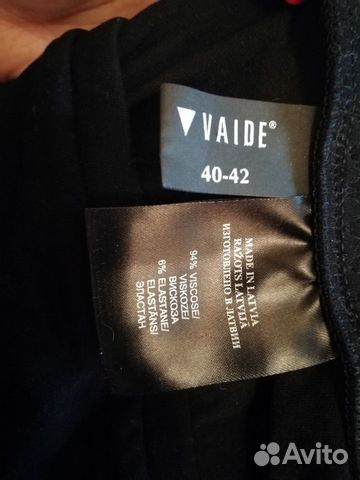 VAIDE®
40-42
MADE IN LATVIA
RAŽOTS LATVIJĀ
ИЗГОТОВЛЕНО В ЛАТВИИ
94% VISCOSE/
VISKOZE/
ВИСКОЗА
6% ELASTANE/
ELASTĀNS/
ЭЛАСТАН
Avito